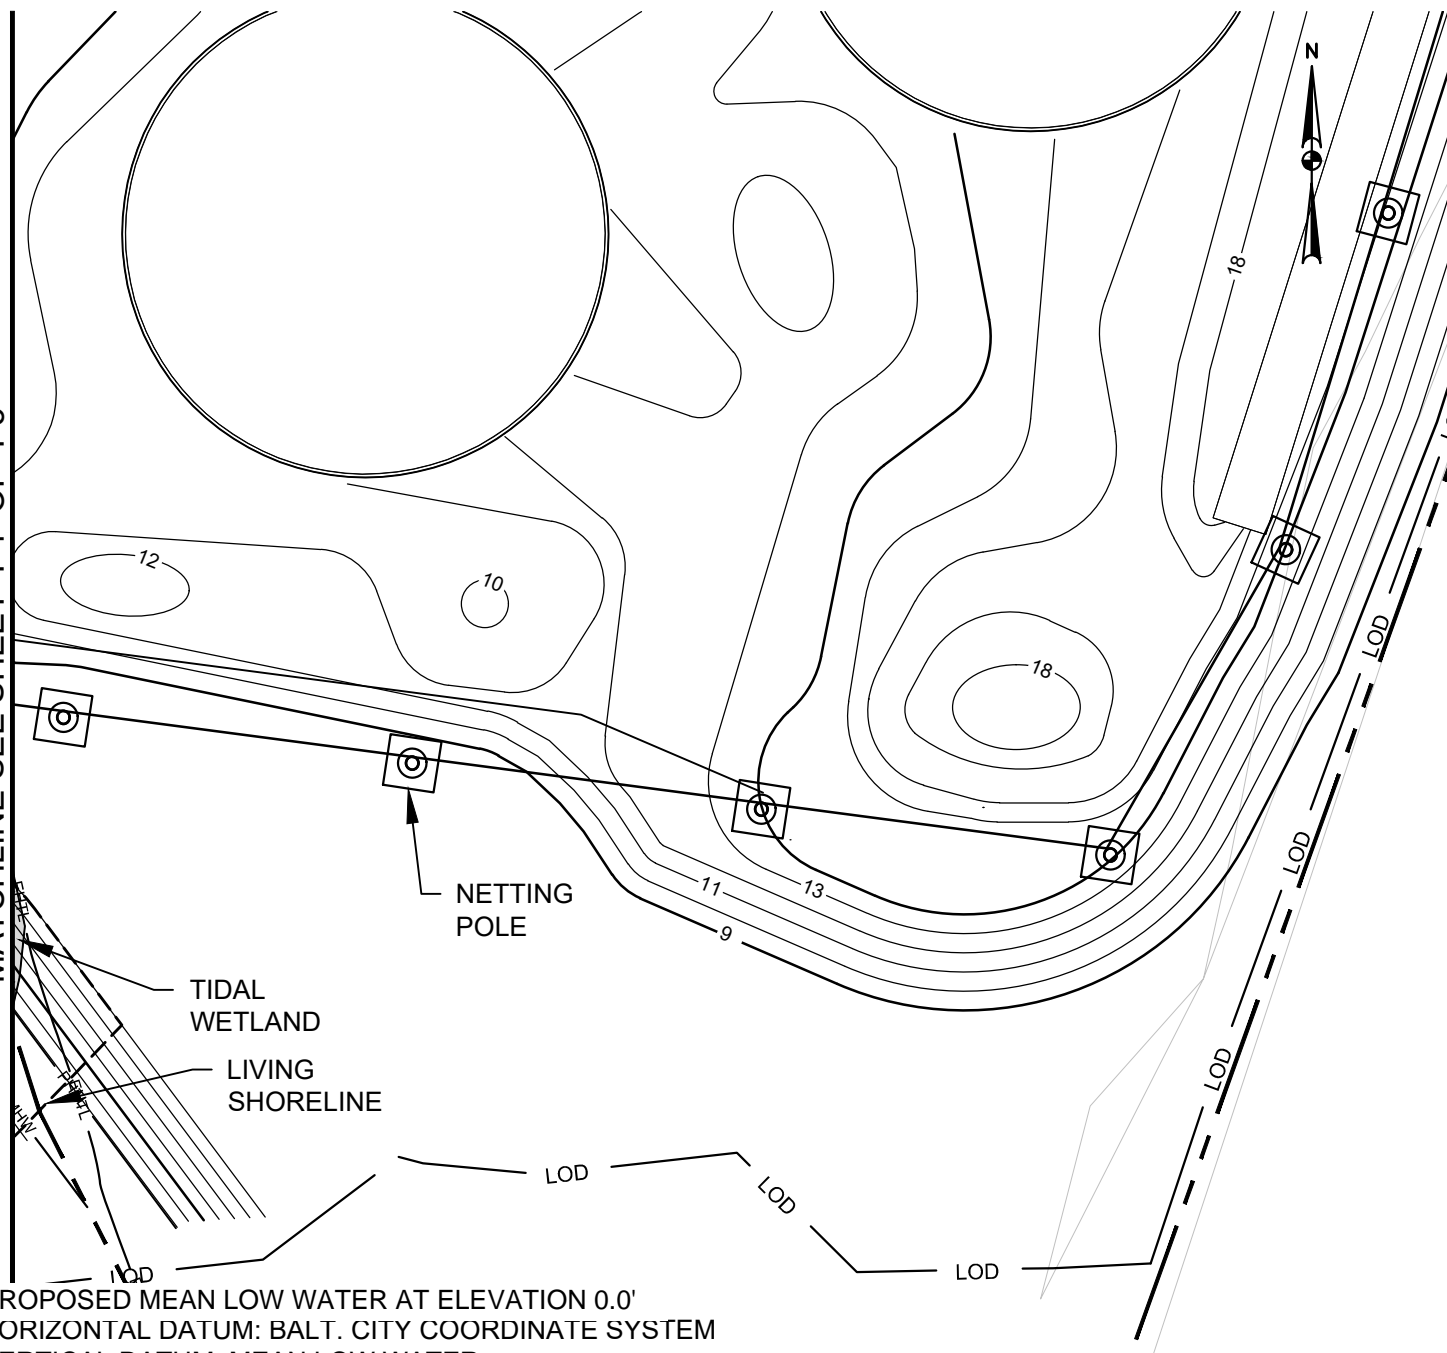 N
18
12
10
18
LOD
NETTING
POLE
11
13
9
LOD
TIDAL
WETLAND
LIVING
SHORELINE
LOD
LOD
LOD
LOD
LOD
ROPOSED MEAN LOW WATER AT ELEVATION 0.0'
ORIZONTAL DATUM: BALT. CITY COORDINATE SYSTEM